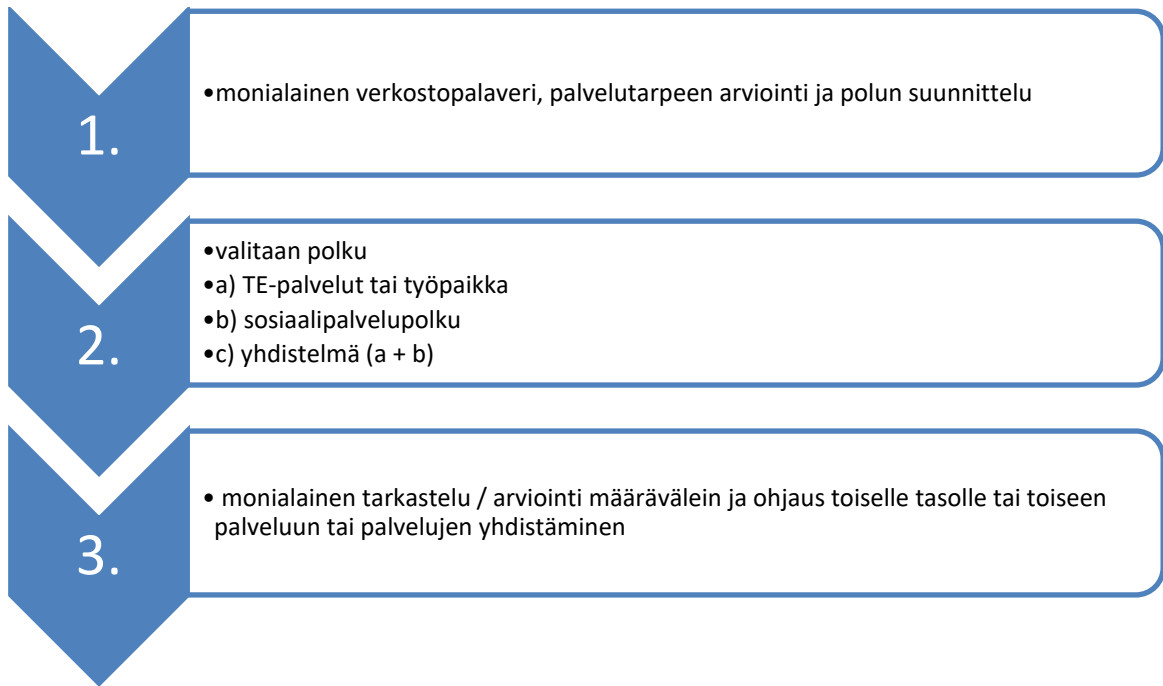 1.
•monialainen verkostopalaveri, palvelutarpeen arviointi ja polun suunnittelu
2.
•valitaan polku
•a) TE-palvelut tai työpaikka
•b) sosiaalipalvelupolku
•c) yhdistelmä (a + b)
3.
• monialainen tarkastelu / arviointi määrävälein ja ohjaus toiselle tasolle tai toiseen
palveluun tai palvelujen yhdistäminen